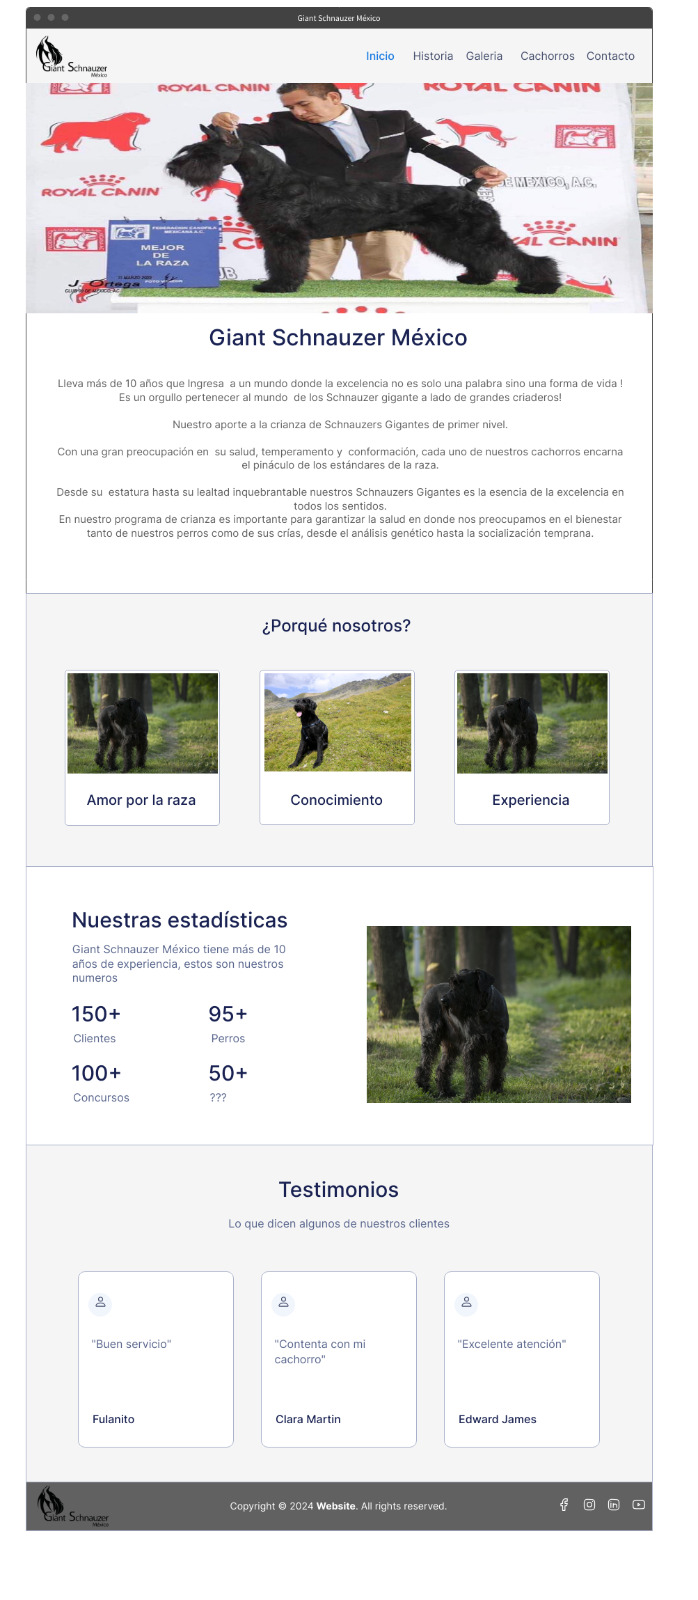 Giant Schnauzer México
Giant Schnauzer
México
Inicio Historia Galeria Cachorros Contacto
ROYAL CANIN
ROYAL CANIN
ROYAL CANIN
DE MEXICO, A.C.
CANIN
FEDERACION CANOFILA
MEXICANA A.C.
MEJOR
DE
LA RAZA
J. Ortega
Giant Schnauzer México
Lleva más de 10 años que Ingresa  a un mundo donde la excelencia no es solo una palabra sino una forma de vida !
Es un orgullo pertenecer al mundo  de los Schnauzer gigante a lado de grandes criaderos!
Nuestro aporte a la crianza de Schnauzers Gigantes de primer nivel.
Con una gran preocupación en  su salud, temperamento y  conformación, cada uno de nuestros cachorros encarna
el pináculo de los estándares de la raza.
Desde su  estatura hasta su lealtad inquebrantable nuestros Schnauzers Gigantes es la esencia de la excelencia en
todos los sentidos.
En nuestro programa de crianza es importante para garantizar la salud en donde nos preocupamos en el bienestar
tanto de nuestros perros como de sus crías, desde el análisis genético hasta la socialización temprana.
¿Porqué nosotros?
Amor por la raza
Conocimiento
Experiencia
Nuestras estadísticas
Giant Schnauzer México tiene más de 10
años de experiencia, estos son nuestros
numeros
150+ 95+
Clientes Perros
100+ 50+
Concursos ???
Testimonios
Lo que dicen algunos de nuestros clientes
"Buen servicio"
Fulanito
"Contenta con mi
cachorro"
Clara Martin
"Excelente atención"
Edward James
Giant Schnauzer
México
Copyright © 2024 Website. All rights reserved.